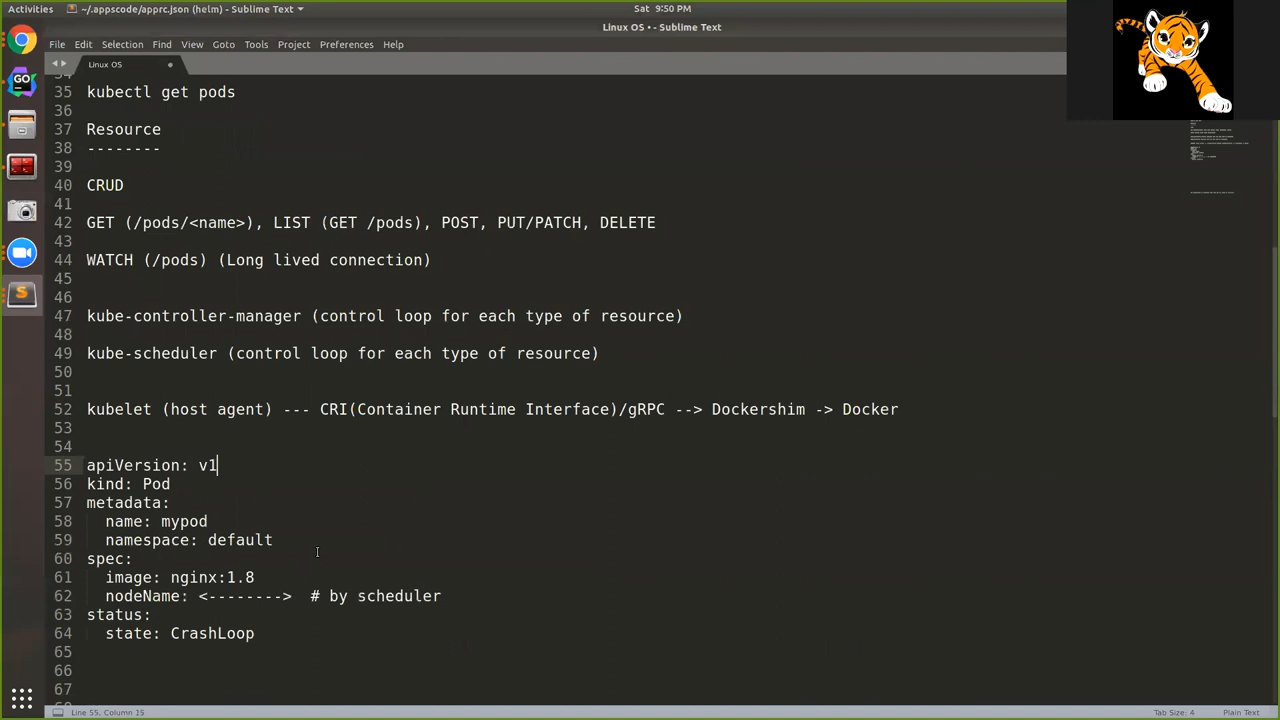 Activities
~/.appscode/apprc.json (helm) - Sublime Text
Sat 9:50 PM
Linux OS • - Sublime Text
File Edit Selection Find View Goto Tools Project Preferences Help
Linux OS
34
35 kubectl get pods
36
37 Resource
38 --------
39
40 CRUD
41
42 GET (/pods/<name>), LIST (GET /pods), POST, PUT/PATCH, DELETE
43
44 WATCH (/pods) (Long lived connection)
45
46
47 kube-controller-manager (control loop for each type of resource)
48
49 kube-scheduler (control loop for each type of resource)
50
51
52 kubelet (host agent) --- CRI(Container Runtime Interface)/gRPC --> Dockershim -> Docker
53
54
55 apiVersion: v1
56 kind: Pod
57 metadata:
58   name: mypod
59   namespace: default
60 spec:
61   image: nginx:1.8
62   nodeName: <-------->  # by scheduler
63 status:
64   state: CrashLoop
65
66
67
Line 55, Column 15
Tab Size: 4
Plain Text
GO
S